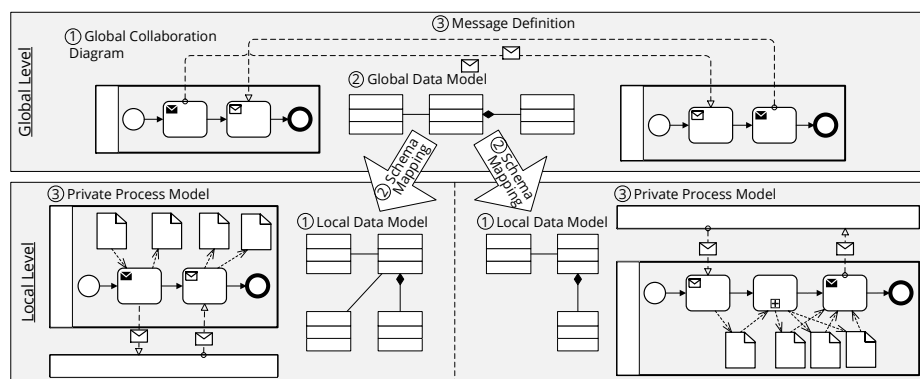 ③ Message Definition
① Global Collaboration
Diagram
Global Level
② Global Data Model
② Schema
Mapping
② Schema
Mapping
③ Private Process Model
③ Private Process Model
① Local Data Model
① Local Data Model
Local Level